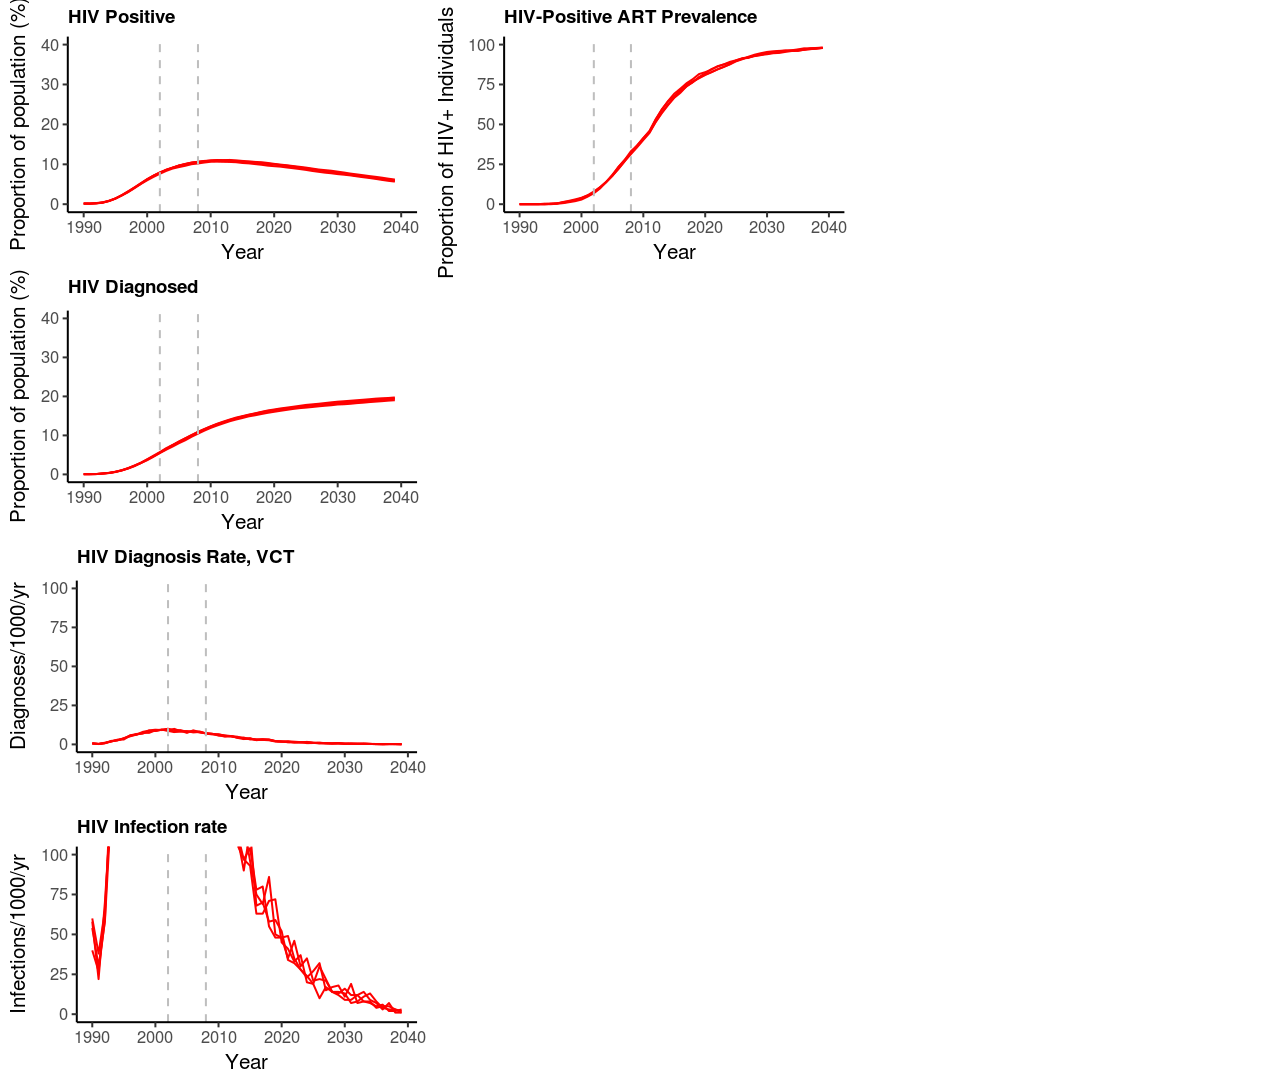 HIV Positive
Proportion of population (%)
40
30
20
10
0
1990 2000 2010 2020 2030 2040
Year
HIV-Positive ART Prevalence
Proportion of HIV+ Individuals
100
75
50
25
0
1990 2000 2010 2020 2030 2040
Year
HIV Diagnosed
Proportion of population (%)
40
30
20
10
0
1990 2000 2010 2020 2030 2040
Year
HIV Diagnosis Rate, VCT
Diagnoses/1000/yr
100
75
50
25
0
1990 2000 2010 2020 2030 2040
Year
HIV Infection rate
Infections/1000/yr
100
75
50
25
0
1990 2000 2010 2020 2030 2040
Year